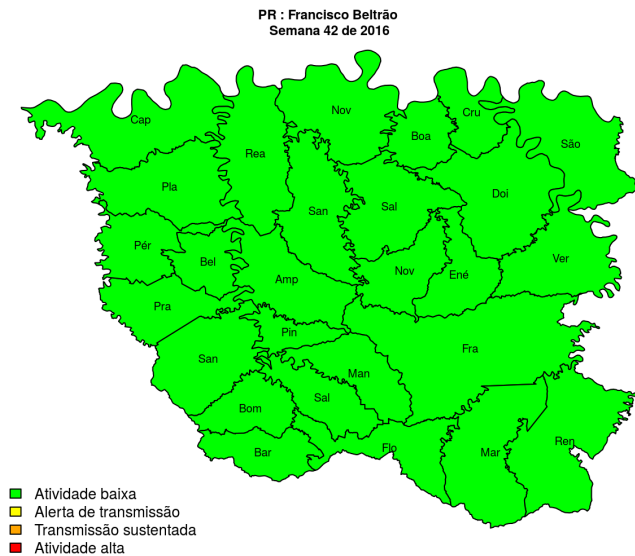 PR : Francisco Beltrão
Semana 42 de 2016
Cap
Nov
Cru
Boa
São
Rea
Pla
Doi
San
Sal
Pér
Bel
Ver
Nov
Ené
Amp
Pra
Pin
Fra
San
Man
Sal
Bom
Ren
Flo
Bar
Mar
Atividade baixa
Alerta de transmissão
Transmissão sustentada
Atividade alta